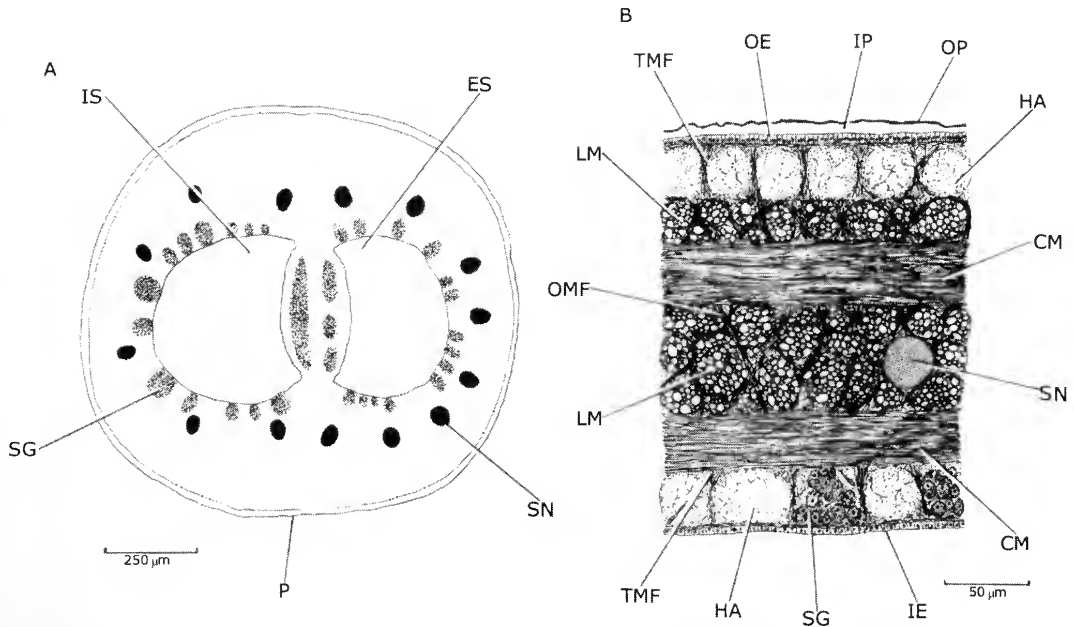 A
IS
ES
SG
SN
P
250 μm
B
TMF
OE
IP
OP
HA
LM
CM
OMF
SN
LM
CM
TMF
HA
SG
IE
50 μm